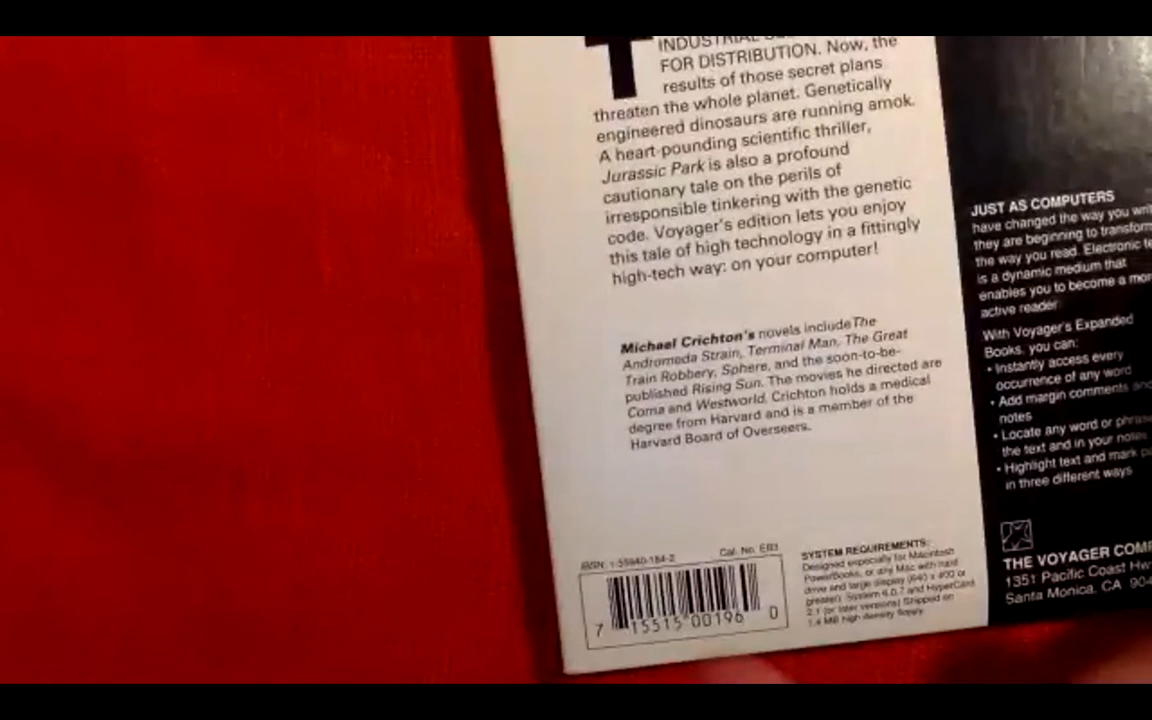 T
INDUSTRIAL
FOR DISTRIBUTION. Now, the
results of those secret plans
threaten the whole planet. Genetically
engineered dinosaurs are running amok.
A heart-pounding scientific thriller,
Jurassic Park is also a profound
cautionary tale on the perils of
irresponsible tinkering with the genetic
code. Voyager's edition lets you enjoy
this tale of high technology in a fittingly
high-tech way: on your computer!
Michael Crichton's novels include The
Andromeda Strain, Terminal Man, The Great
Train Robbery, Sphere, and the soon-to-be-
published Rising Sun. The movies he directed are
Coma and Westworld. Crichton holds a medical
degree from Harvard and is a member of the
Harvard Board of Overseers.
ISBN: 1-55940-184-2 Cat. No. EB3
7 15515 00196 0
SYSTEM REQUIREMENTS:
Designed especially for Macintosh
PowerBooks, or any Mac with hard
drive and large display (640 x 400 or
greater). System 6.0.7 and HyperCard
2.1 (or later versions) Shipped on
1.4 MB high density floppy.
JUST AS COMPUTERS
have changed the way you
they are beginning to transform
the way you read. Electronic
is a dynamic medium that
enables you to become a
active reader.
With Voyager's Expanded
Books, you can:
• Instantly access every
occurrence of any word
• Add margin comments
notes
• Locate any word or
the text and in your notes
• Highlight text and mark
in three different ways
THE VOYAGER
1351 Pacific Coast
Santa Monica, CA